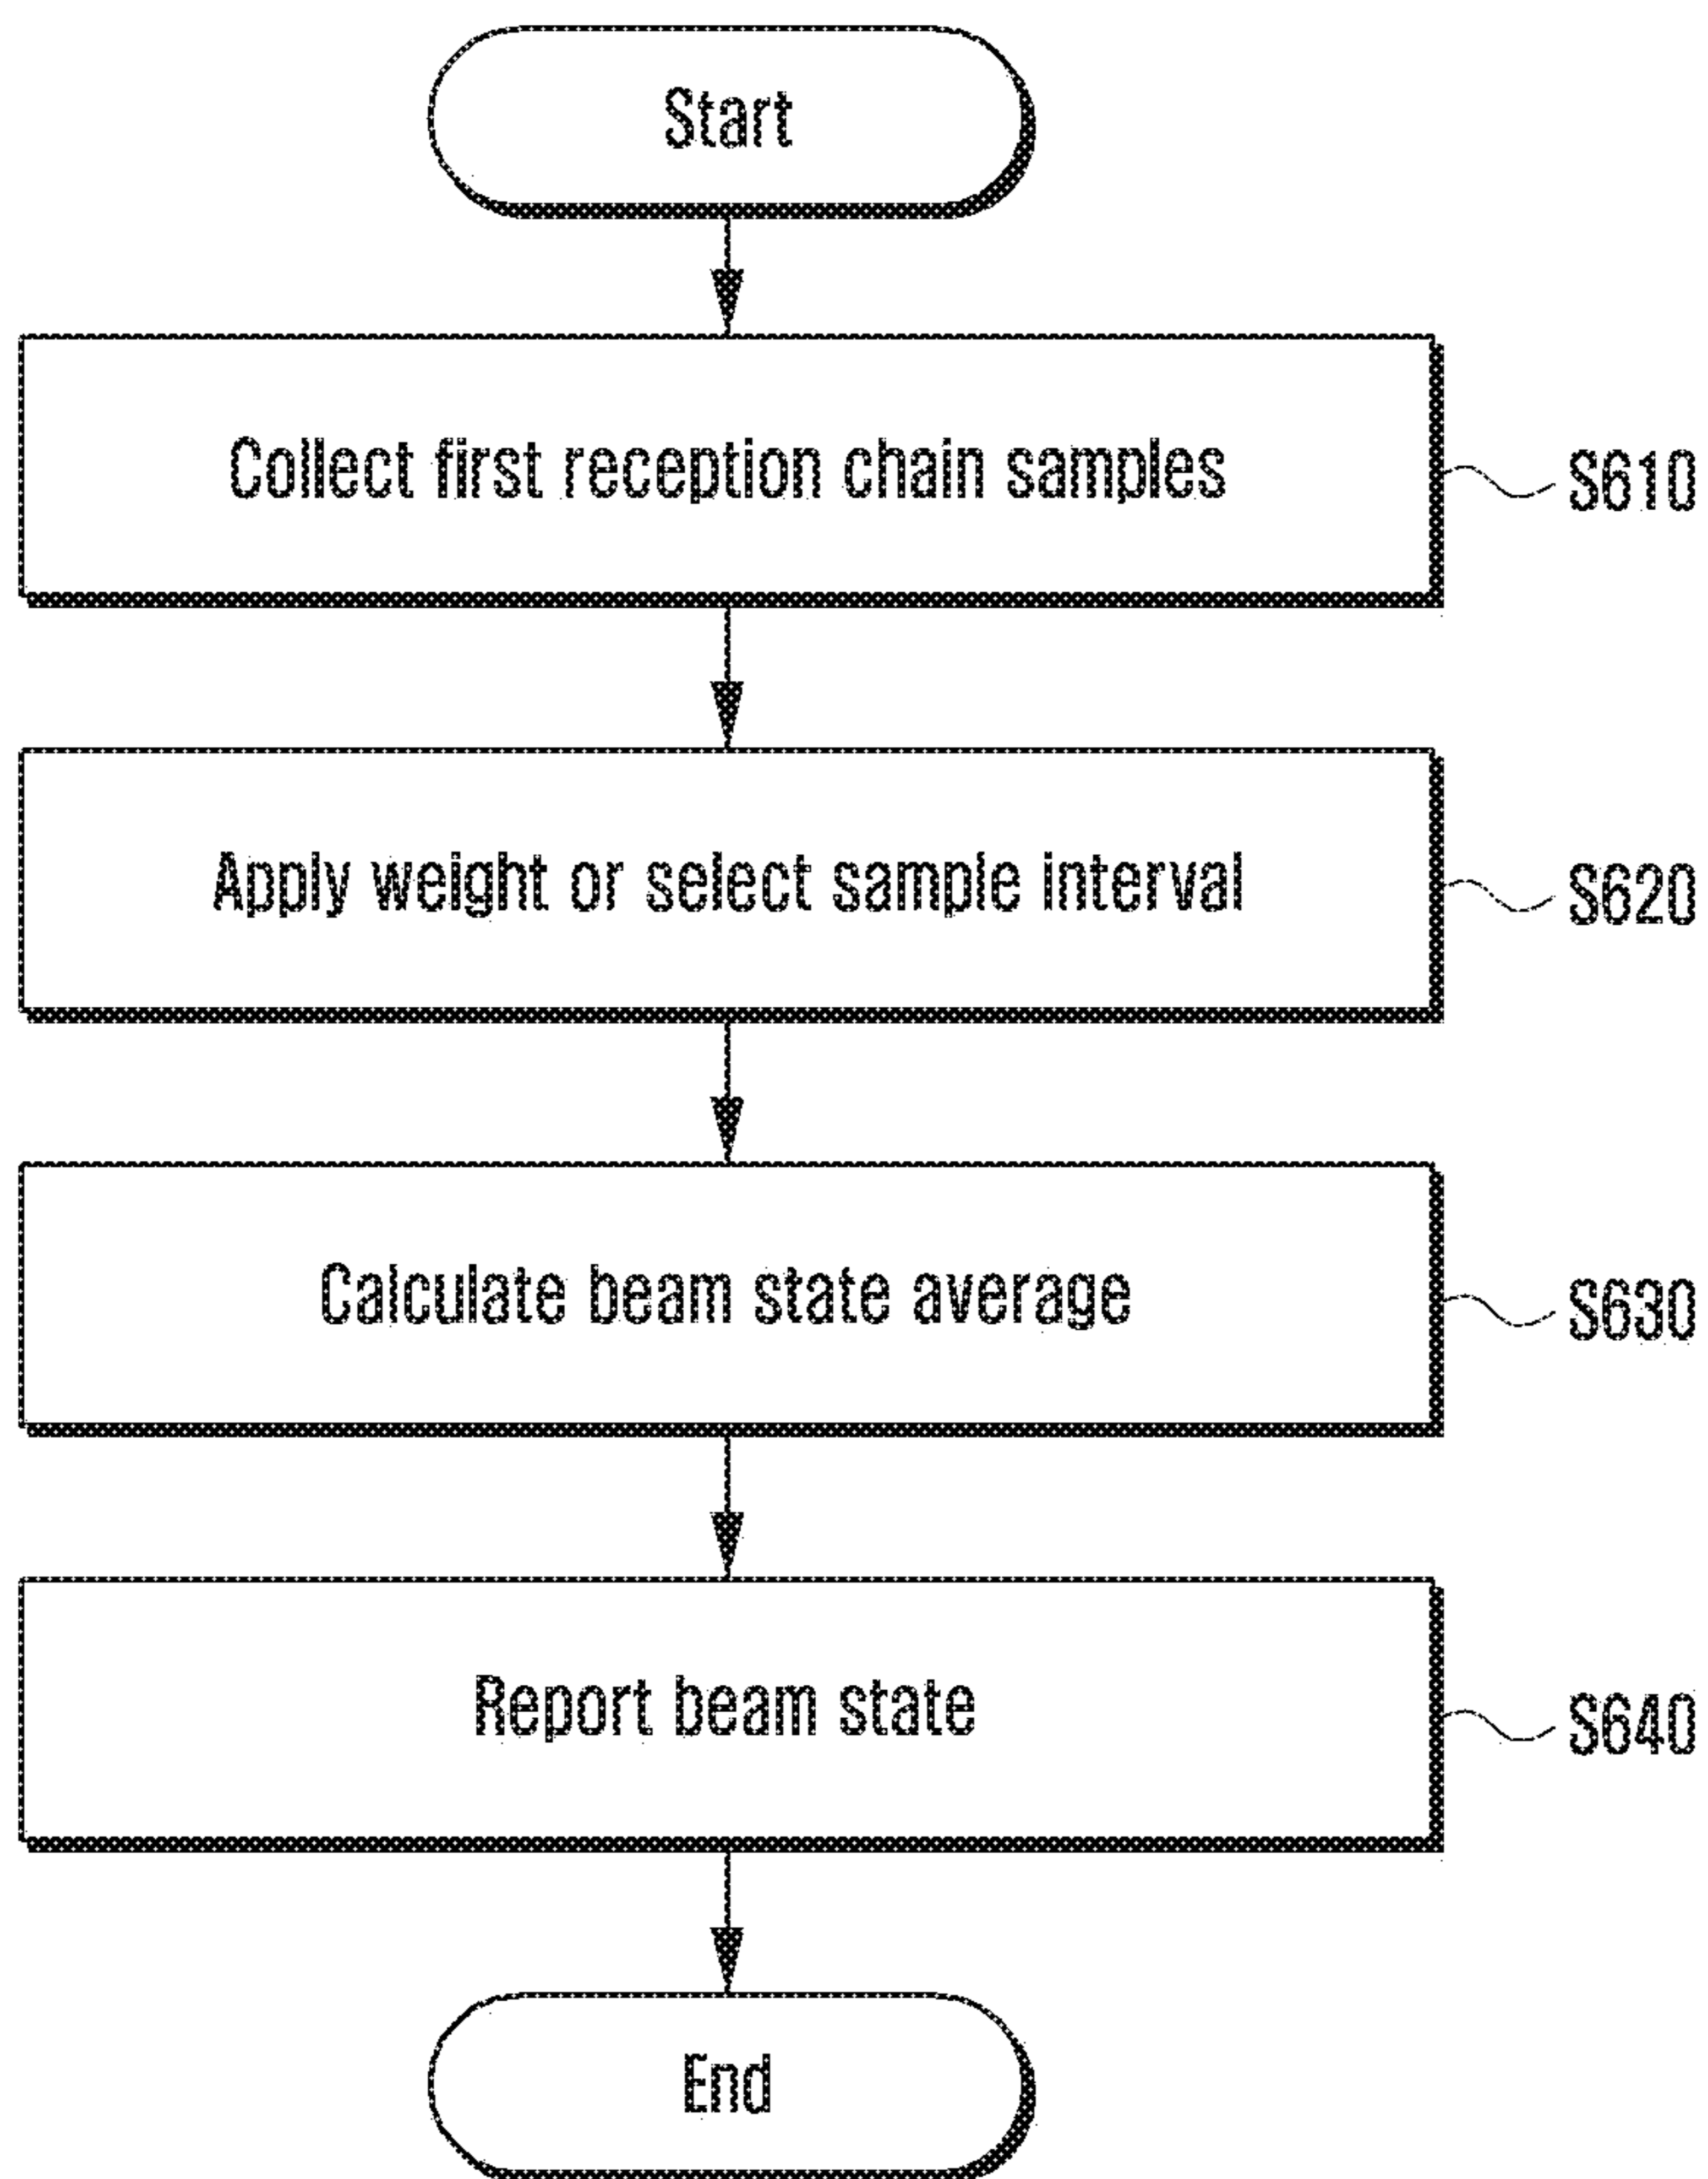 Start
Collect first reception chain samples
S610
Apply weight or select sample interval
S620
Calculate beam state average
S630
Report beam state
S640
End